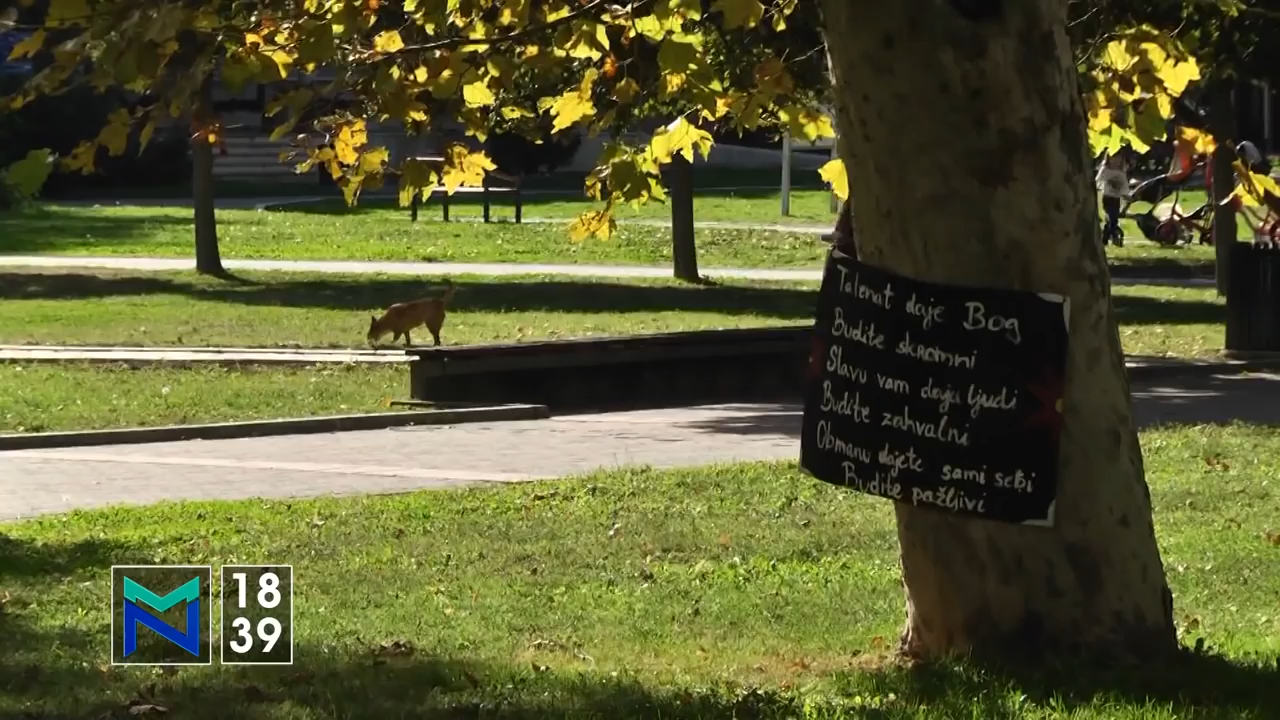 Talenat daje Bog
Budite skromni
Slavu vam daju ljudi
Budite zahvalni
Obmanu dajete sami sebi
Budite pažljivi
18
39